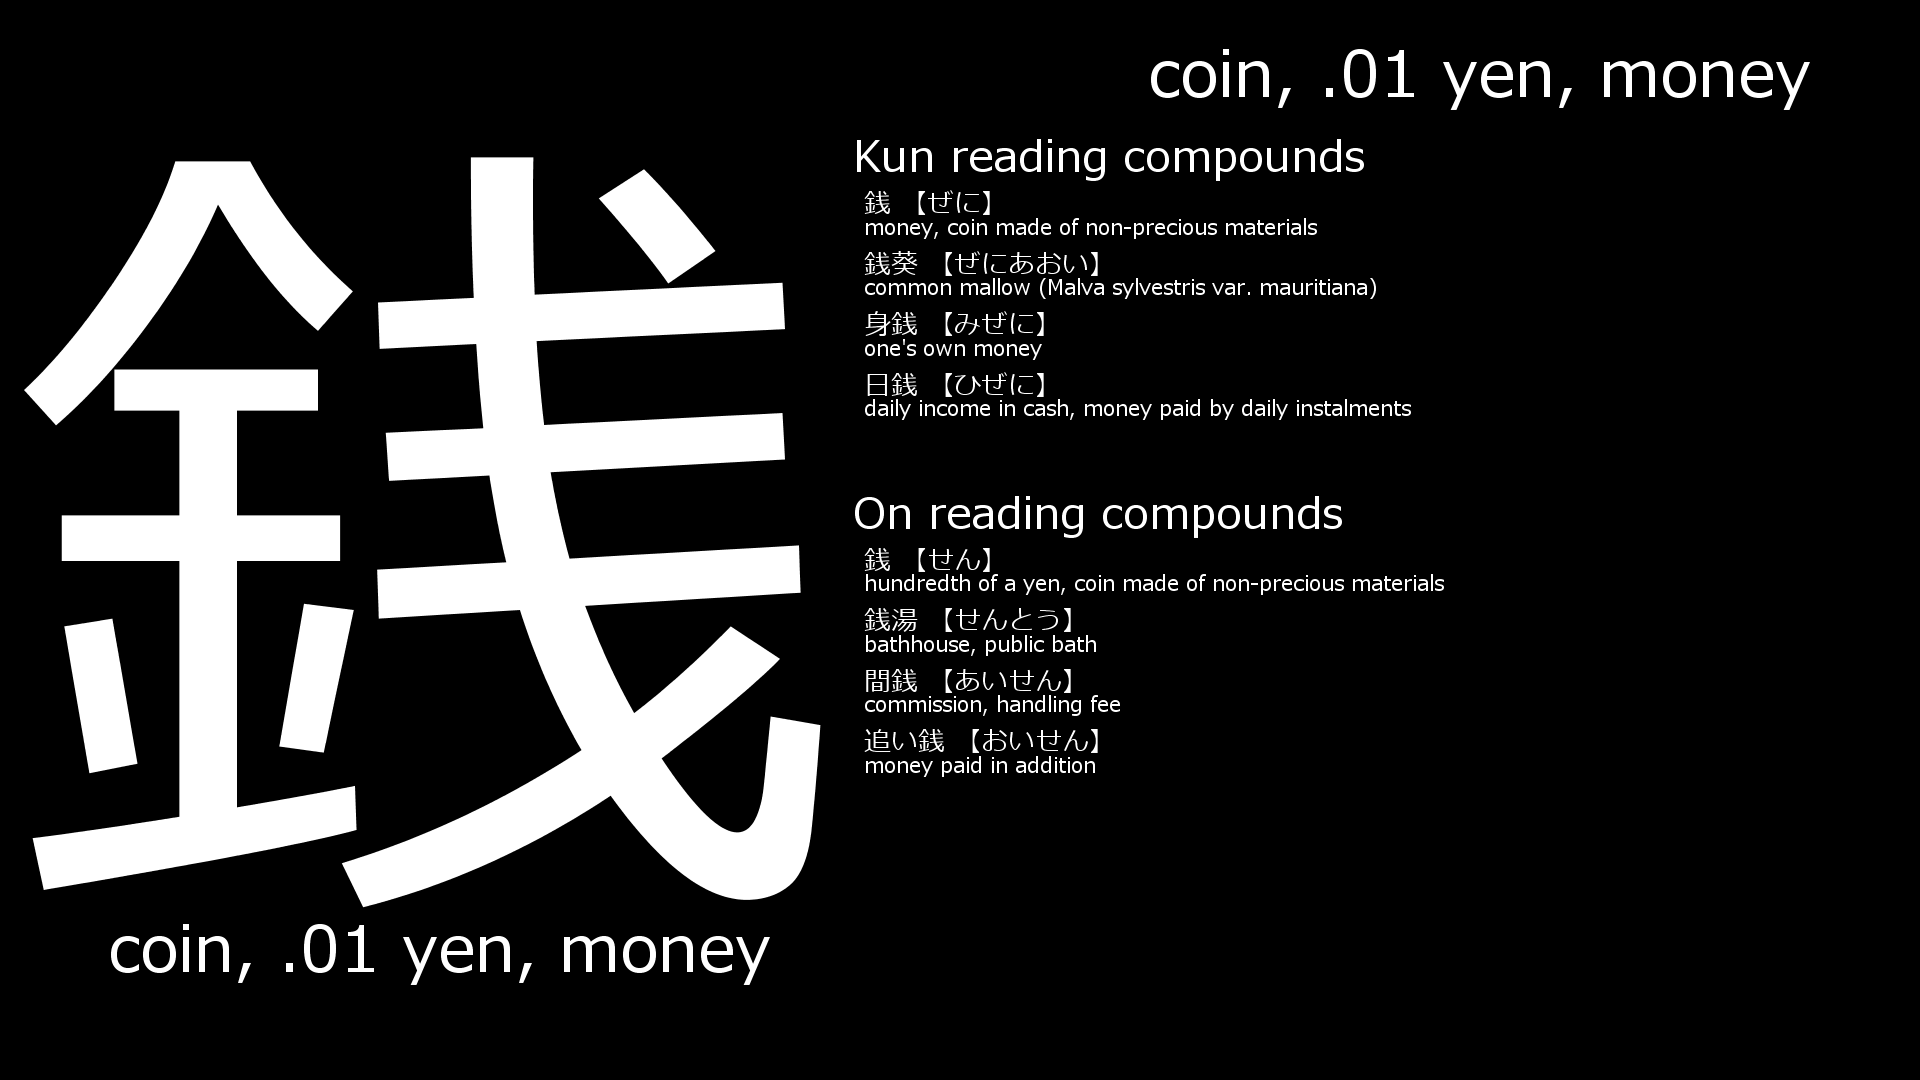 coin, .01 yen, money
銭
coin, .01 yen, money
Kun reading compounds
銭 【ぜに】
money, coin made of non-precious materials
銭葵 【ぜにあおい】
common mallow (Malva sylvestris var. mauritiana)
身銭 【みぜに】
one's own money
日銭 【ひぜに】
daily income in cash, money paid by daily instalments
On reading compounds
銭 【せん】
hundredth of a yen, coin made of non-precious materials
銭湯 【せんとう】
bathhouse, public bath
間銭 【あいせん】
commission, handling fee
追い銭 【おいせん】
money paid in addition